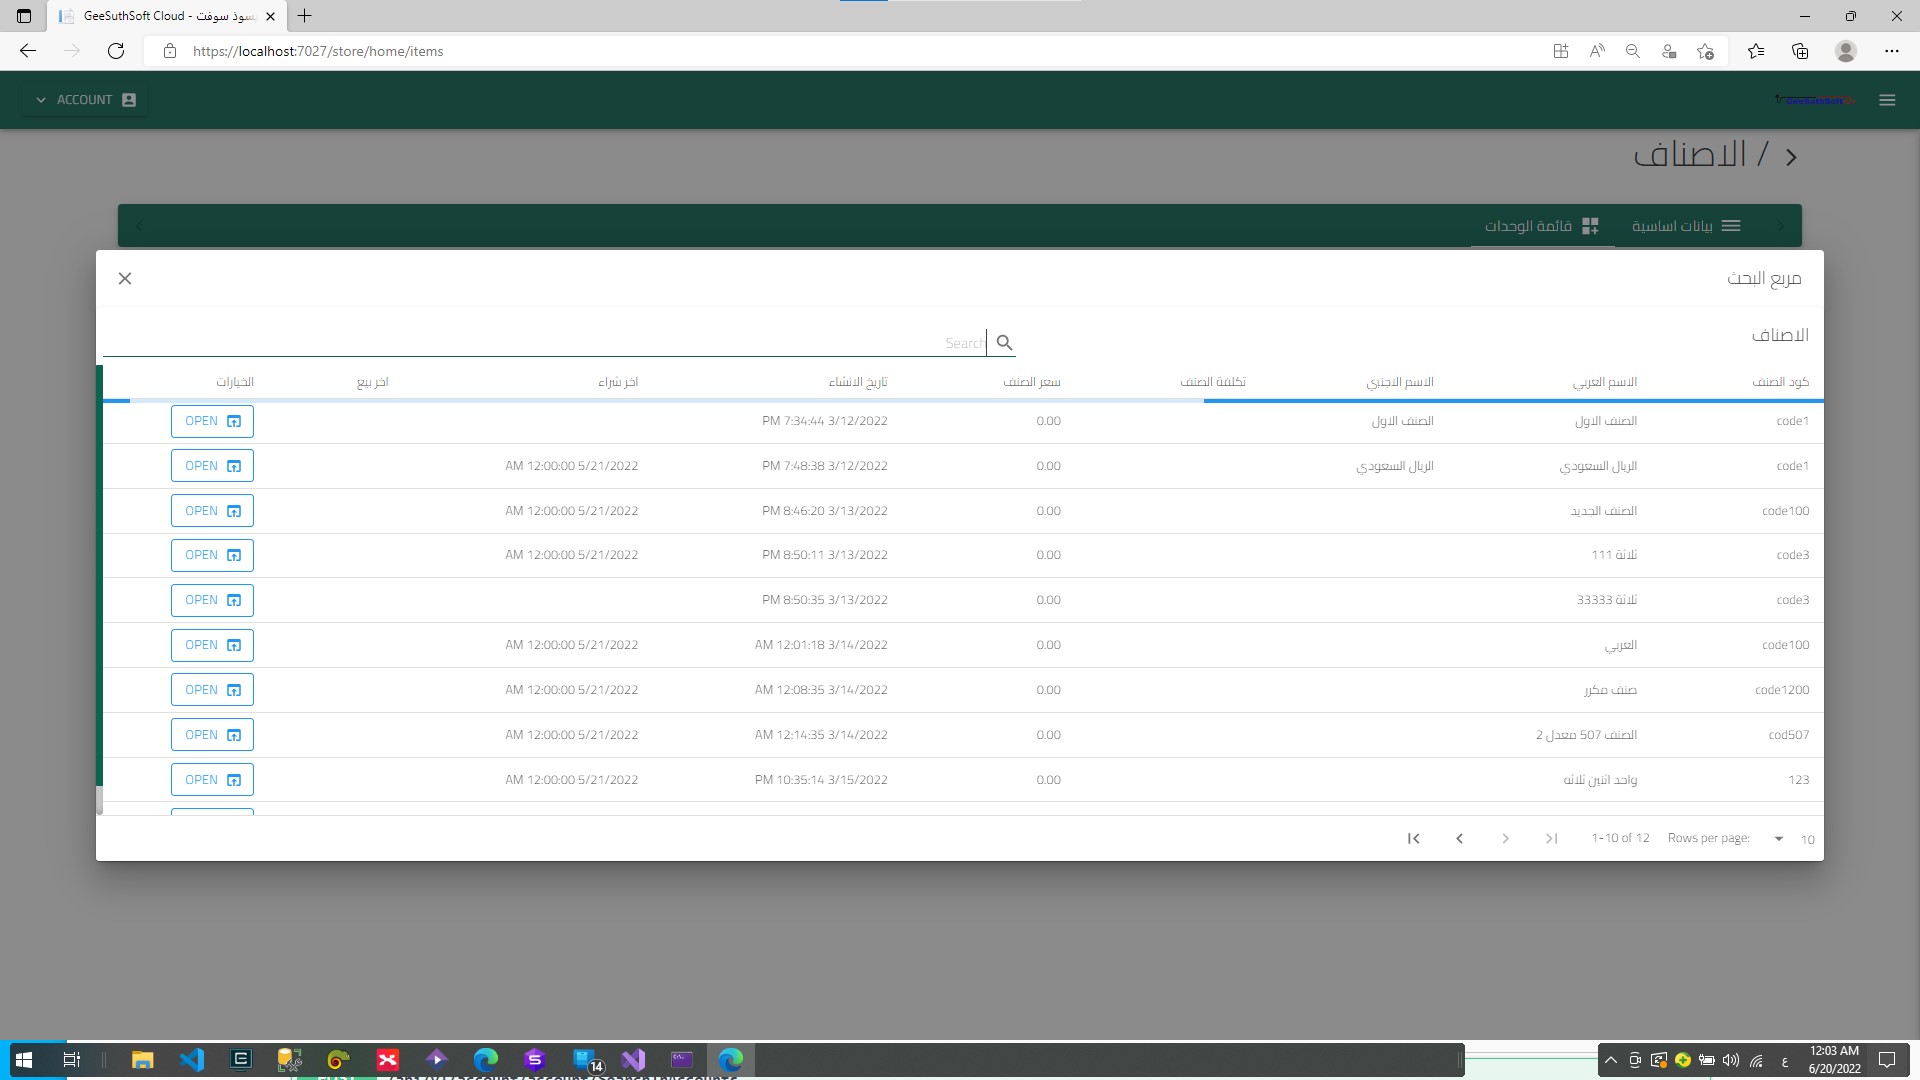 GeeSuthSoft Cloud - يسوذ سوفت
https://localhost:7027/store/home/items
ACCOUNT
GeeSuthSoft
/ الاصناف
بيانات اساسية
قائمة الوحدات
مربع البحث
الاصناف
Search
كود الصنف الاسم العربي الاسم الاجنبي تكلفة الصنف سعر الصنف تاريخ الانشاء اخر شراء اخر بيع الخيارات
code1 الصنف الاول الصنف الاول 0.00 PM 7:34:44 3/12/2022 OPEN
code1 الريال السعودي الريال السعودي 0.00 PM 7:48:38 3/12/2022 AM 12:00:00 5/21/2022 OPEN
code100 الصنف الجديد 0.00 PM 8:46:20 3/13/2022 AM 12:00:00 5/21/2022 OPEN
code3 ثلاثة 111 0.00 PM 8:50:11 3/13/2022 AM 12:00:00 5/21/2022 OPEN
code3 ثلاثة 33333 0.00 PM 8:50:35 3/13/2022 OPEN
code100 العربي 0.00 AM 12:01:18 3/14/2022 AM 12:00:00 5/21/2022 OPEN
code1200 صنف مكرر 0.00 AM 12:08:35 3/14/2022 AM 12:00:00 5/21/2022 OPEN
cod507 الصنف 507 معدل 2 0.00 AM 12:14:35 3/14/2022 AM 12:00:00 5/21/2022 OPEN
123 واحد اثنين ثلاثه 0.00 PM 10:35:14 3/15/2022 AM 12:00:00 5/21/2022 OPEN
1-10 of 12 Rows per page: 10
14
ع
12:03 AM
6/20/2022